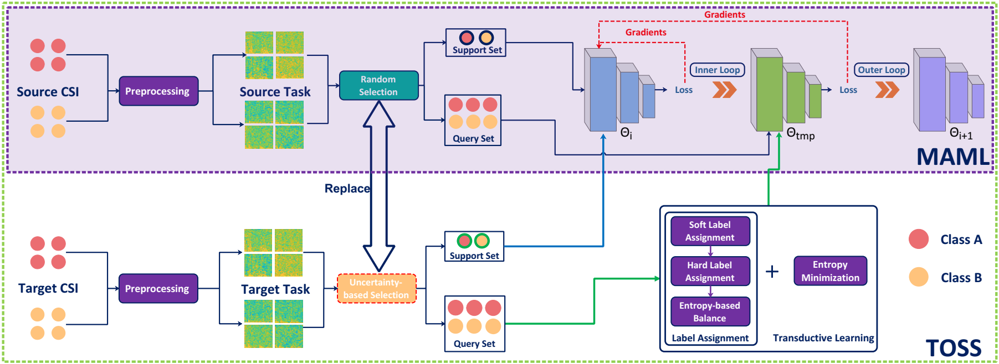 Gradients
Gradients
Support Set
Source CSI
Preprocessing
Source Task
Random
Selection
Query Set
Loss
Inner Loop
Loss
Outer Loop
Θi
Θtmp
Θi+1
MAML
Replace
Target CSI
Preprocessing
Target Task
Uncertainty-
based Selection
Support Set
Query Set
Soft Label
Assignment
Hard Label
Assignment
Entropy-based
Balance
Label Assignment
+
Entropy
Minimization
Transductive Learning
Class A
Class B
TOSS